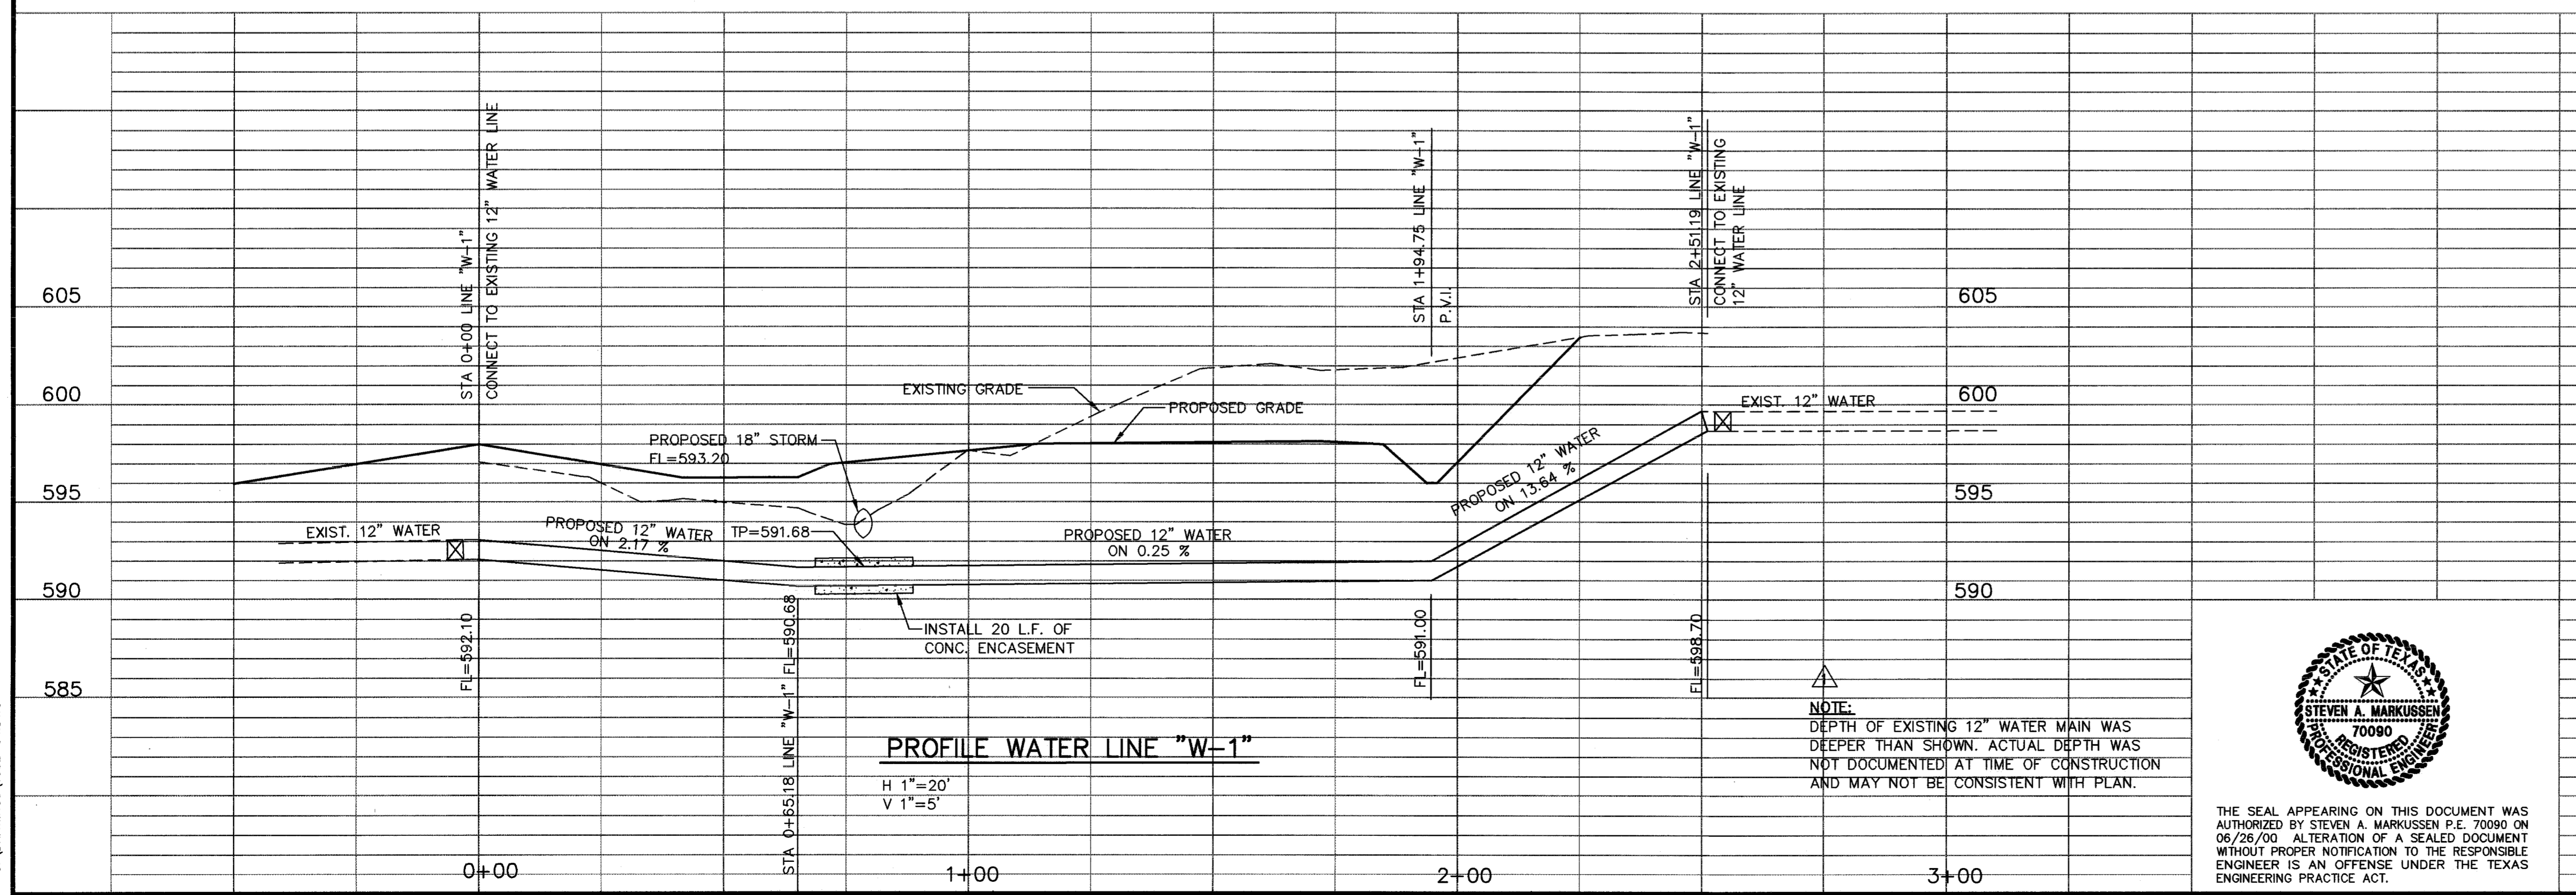 STA 0+00 LINE "W-1"
CONNECT TO EXISTING 12" WATER LINE
STA 1+94.75 LINE "W-1"
P.V.I.
STA 2+51.19 LINE "W-1"
CONNECT TO EXISTING
12" WATER LINE
605
605
600
600
595
595
590
590
585
EXISTING GRADE
PROPOSED GRADE
EXIST. 12" WATER
PROPOSED 18" STORM
FL=593.20
PROPOSED 12" WATER
ON 13.64 %
EXIST. 12" WATER
PROPOSED 12" WATER
ON 2.17 %
TP=591.68
PROPOSED 12" WATER
ON 0.25 %
INSTALL 20 L.F. OF
CONC. ENCASEMENT
FL=592.10
STA 0+65.18 LINE "W-1" FL=590.68
FL=591.00
FL=598.70
PROFILE WATER LINE "W-1"
H 1"=20'
V 1"=5'
1
NOTE:
DEPTH OF EXISTING 12" WATER MAIN WAS
DEEPER THAN SHOWN. ACTUAL DEPTH WAS
NOT DOCUMENTED AT TIME OF CONSTRUCTION
AND MAY NOT BE CONSISTENT WITH PLAN.
0+00
1+00
2+00
3+00
STATE OF TEXAS
STEVEN A. MARKUSSEN
70090
REGISTERED
PROFESSIONAL ENGINEER
THE SEAL APPEARING ON THIS DOCUMENT WAS
AUTHORIZED BY STEVEN A. MARKUSSEN P.E. 70090 ON
06/26/00 ALTERATION OF A SEALED DOCUMENT
WITHOUT PROPER NOTIFICATION TO THE RESPONSIBLE
ENGINEER IS AN OFFENSE UNDER THE TEXAS
ENGINEERING PRACTICE ACT.